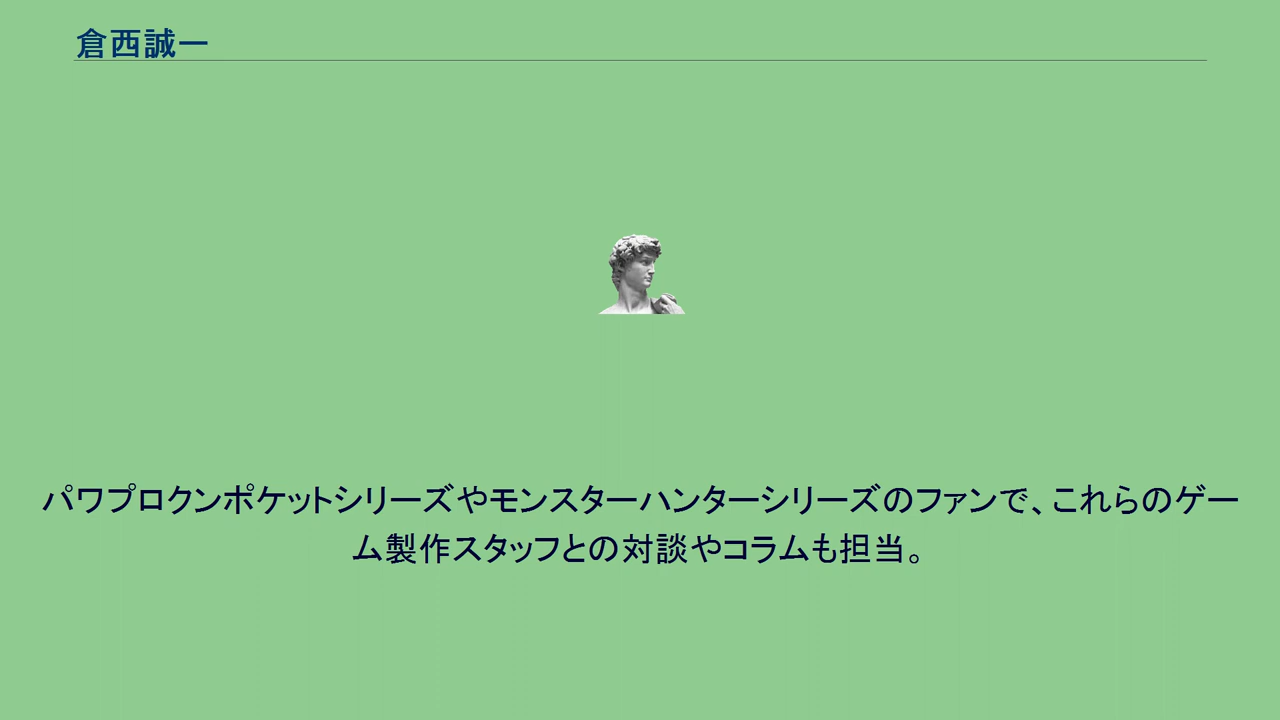 倉西誠一
パワプロクンポケットシリーズやモンスターハンターシリーズのファンで、これらのゲー
ム製作スタッフとの対談やコラムも担当。